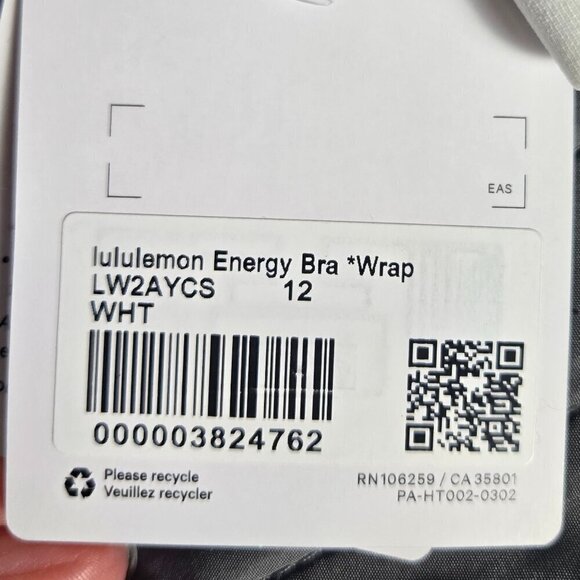 EAS
lululemon Energy Bra *Wrap
LW2AYCS 12
WHT
000003824762
Please recycle
Veuillez recycler
RN106259 / CA 35801
PA-HT002-0302